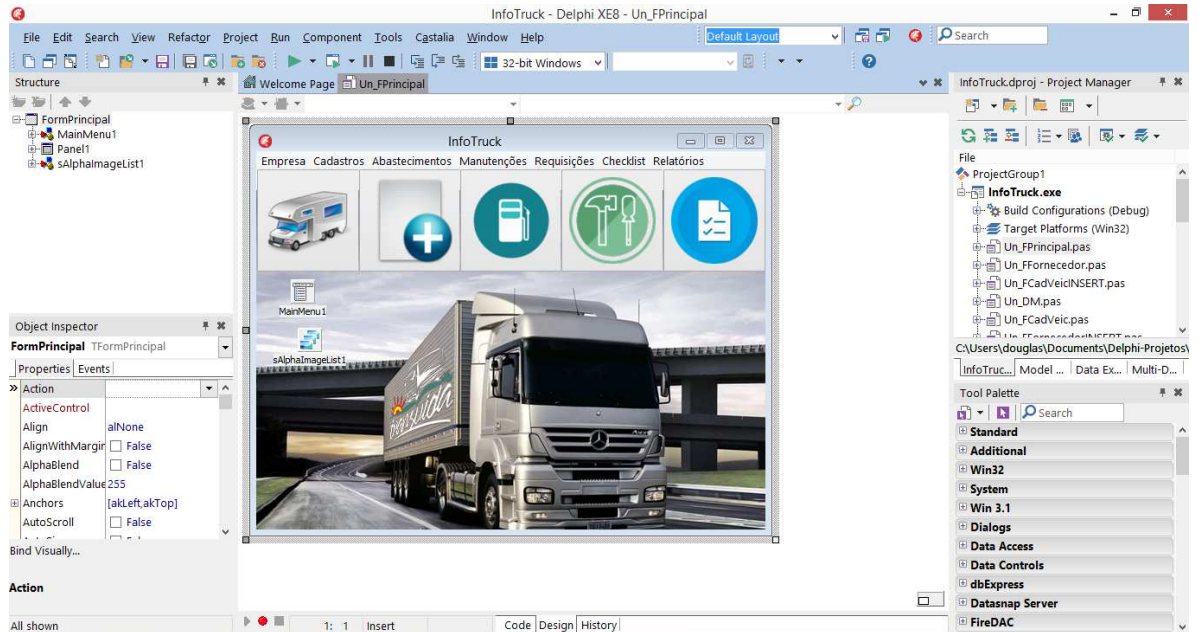 InfoTruck - Delphi XE8 - Un_FPrincipal
File Edit Search View Refactor Project Run Component Tools Castalia Window Help
Default Layout
Search
32-bit Windows
Structure
FormPrincipal
MainMenu1
Panel1
sAlphaImageList1
Object Inspector
FormPrincipal TFormPrincipal
Properties Events
Action
ActiveControl
Align alNone
AlignWithMargin False
AlphaBlend False
AlphaBlendValue 255
Anchors [akLeft,akTop]
AutoScroll False
Bind Visually...
Action
All shown
Welcome Page Un_FPrincipal
InfoTruck
Empresa Cadastros Abastecimentos Manutenções Requisições Checklist Relatórios
MainMenu1
sAlphaImageList1
1: 1 Insert
Code Design History
InfoTruck.dproj - Project Manager
File
ProjectGroup1
InfoTruck.exe
Build Configurations (Debug)
Target Platforms (Win32)
Un_FPrincipal.pas
Un_FFornecedor.pas
Un_FCadVeicINSERT.pas
Un_DM.pas
Un_FCadVeic.pas
Un_FFornecedorINSERT.pas
C:\Users\douglas\Documents\Delphi-Projetos\
InfoTruc... Model ... Data Ex... Multi-D...
Tool Palette
Search
Standard
Additional
Win32
System
Win 3.1
Dialogs
Data Access
Data Controls
dbExpress
Datasnap Server
FireDAC